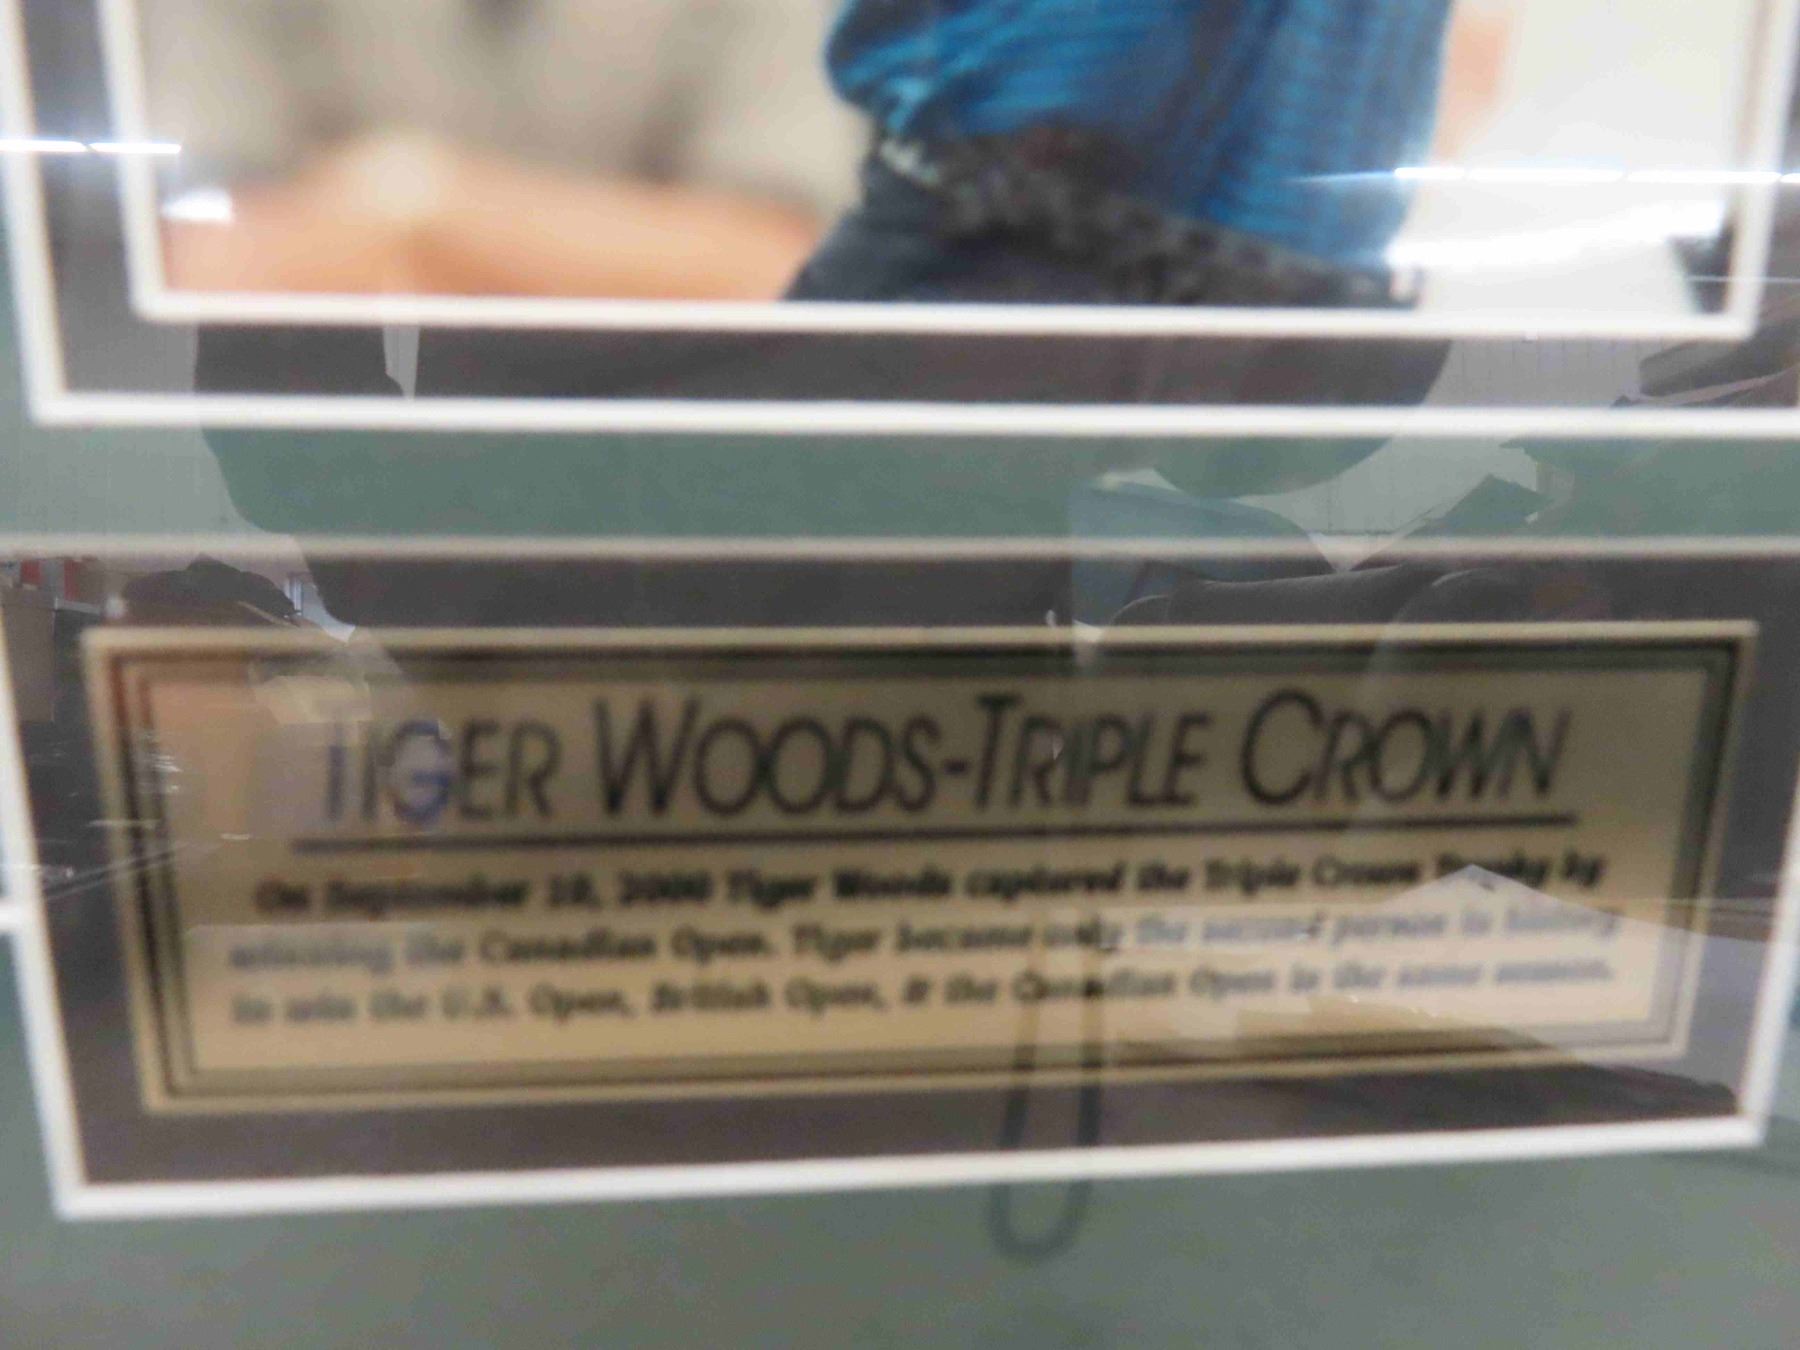 TIGER WOODS-TRIPLE CROWN
On September 10, 2000 Tiger Woods captured the Triple Crown Trophy by
winning the Canadian Open. Tiger became only the second person in history
to win the U.S. Open, British Open, & the Canadian Open in the same season.